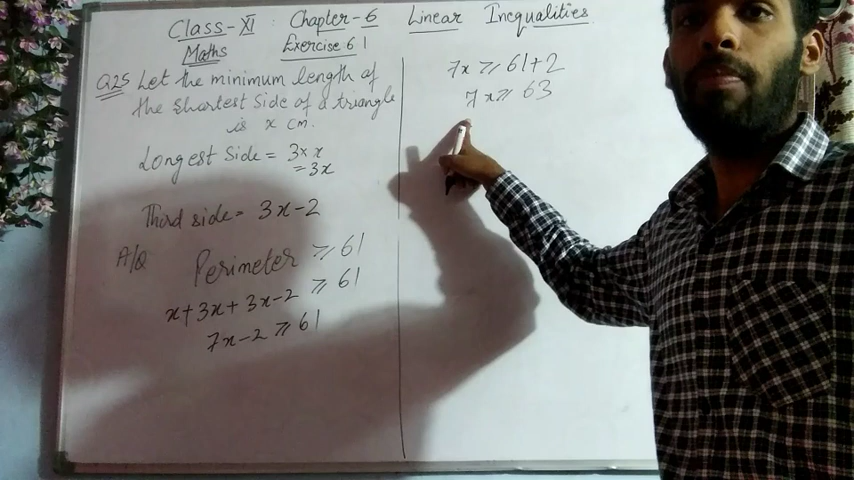 Class-XI : Chapter-6 Linear Inequalities
Maths Exercise 6.1
Q25 Let the minimum length of
the shortest side of a triangle
is x cm.
Longest Side = 3×x
= 3x
Third side = 3x-2
A/Q Perimeter ≥ 61
x+3x+3x-2 ≥ 61
7x-2 ≥ 61
7x ≥ 61+2
7x ≥ 63